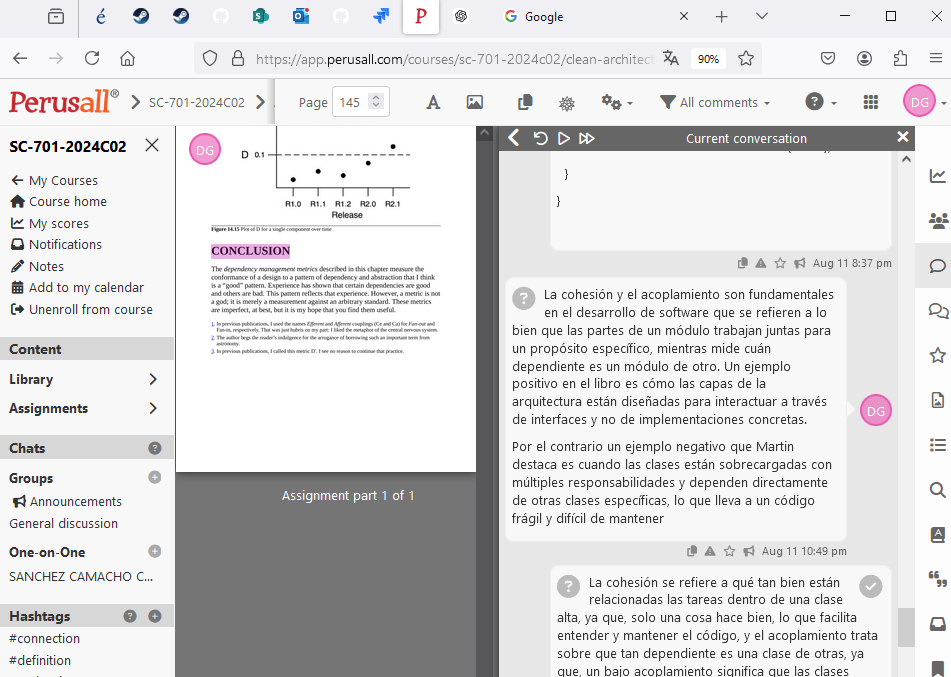 Google
https://app.perusall.com/courses/sc-701-2024c02/clean-architect
90%
Perusall®
SC-701-2024C02
Page 145
All comments
DG
SC-701-2024C02
My Courses
Course home
My scores
Notifications
Notes
Add to my calendar
Unenroll from course
Content
Library
Assignments
Chats
Groups
Announcements
General discussion
One-on-One
SANCHEZ CAMACHO C...
Hashtags
#connection
#definition
DG
D 0.1
R1.0 R1.1 R1.2 R2.0 R2.1
Release
Figure 14.15 Plot of D for a single component over time
CONCLUSION
The dependency management metrics described in this chapter measure the
conformance of a design to a pattern of dependency and abstraction that I think
is a “good” pattern. Experience has shown that certain dependencies are good
and others are bad. This pattern reflects that experience. However, a metric is not
a god; it is merely a measurement against an arbitrary standard. These metrics
are imperfect, at best, but it is my hope that you find them useful.
1. In previous publications, I used the names Efferent and Afferent couplings (Ce and Ca) for Fan-out and
Fan-in, respectively. That was just hubris on my part: I liked the metaphor of the central nervous system.
2. The author begs the reader's indulgence for the arrogance of borrowing such an important term from
astronomy.
3. In previous publications, I called this metric D'. I see no reason to continue that practice.
Assignment part 1 of 1
Current conversation
}
}
Aug 11 8:37 pm
La cohesión y el acoplamiento son fundamentales
en el desarrollo de software que se refieren a lo
bien que las partes de un módulo trabajan juntas para
un propósito específico, mientras mide cuán
dependiente es un módulo de otro. Un ejemplo
positivo en el libro es cómo las capas de la
arquitectura están diseñadas para interactuar a través
de interfaces y no de implementaciones concretas.
Por el contrario un ejemplo negativo que Martin
destaca es cuando las clases están sobrecargadas con
múltiples responsabilidades y dependen directamente
de otras clases específicas, lo que lleva a un código
frágil y difícil de mantener
DG
Aug 11 10:49 pm
La cohesión se refiere a qué tan bien están
relacionadas las tareas dentro de una clase
alta, ya que, solo una cosa hace bien, lo que facilita
entender y mantener el código, y el acoplamiento trata
sobre que tan dependiente es una clase de otras, ya
que, un bajo acoplamiento significa que las clases